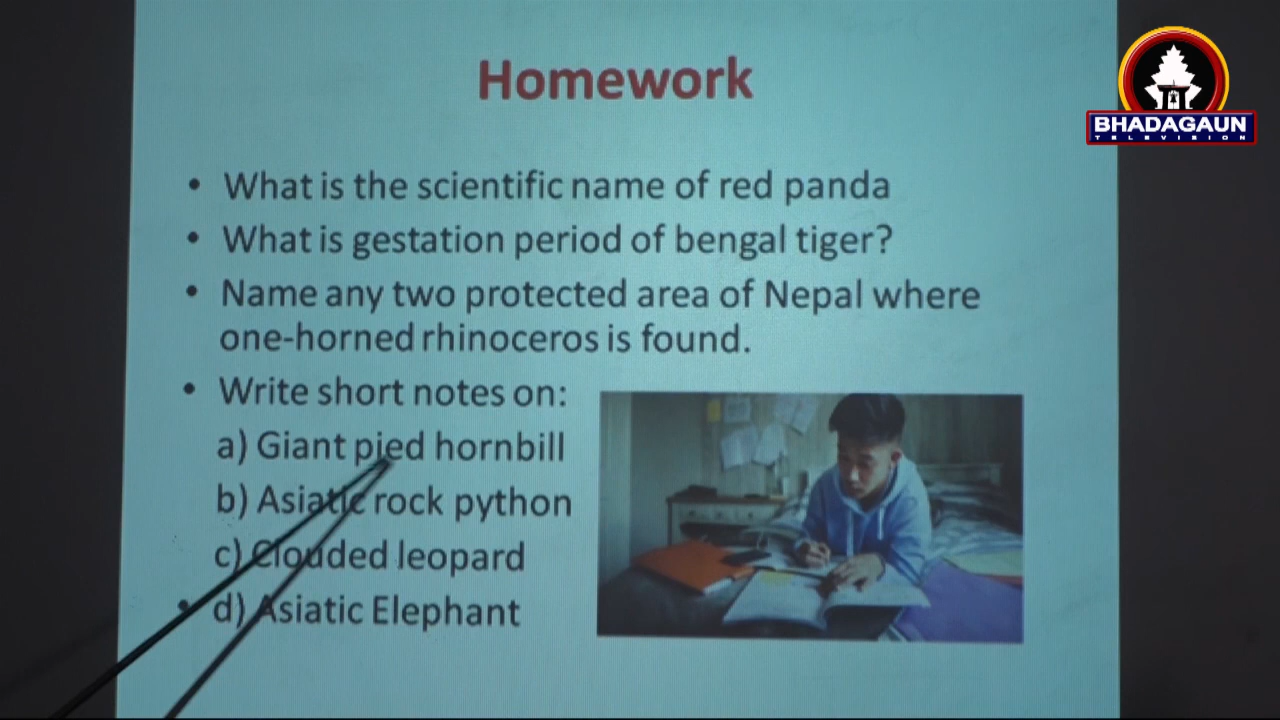 Homework
BHADAGAUN
TELEVISION
• What is the scientific name of red panda
• What is gestation period of bengal tiger?
• Name any two protected area of Nepal where
one-horned rhinoceros is found.
• Write short notes on:
a) Giant pied hornbill
b) Asiatic rock python
c) Clouded leopard
• d) Asiatic Elephant